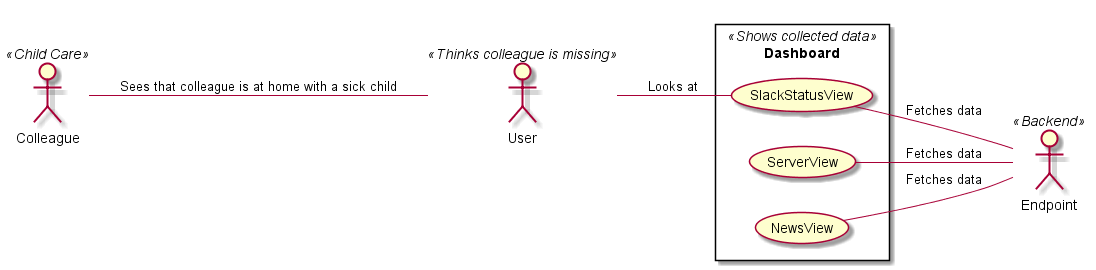 «Child Care»
Colleague
Sees that colleague is at home with a sick child
«Thinks colleague is missing»
User
Looks at
«Shows collected data»
Dashboard
SlackStatusView
ServerView
NewsView
Fetches data
Fetches data
Fetches data
«Backend»
Endpoint